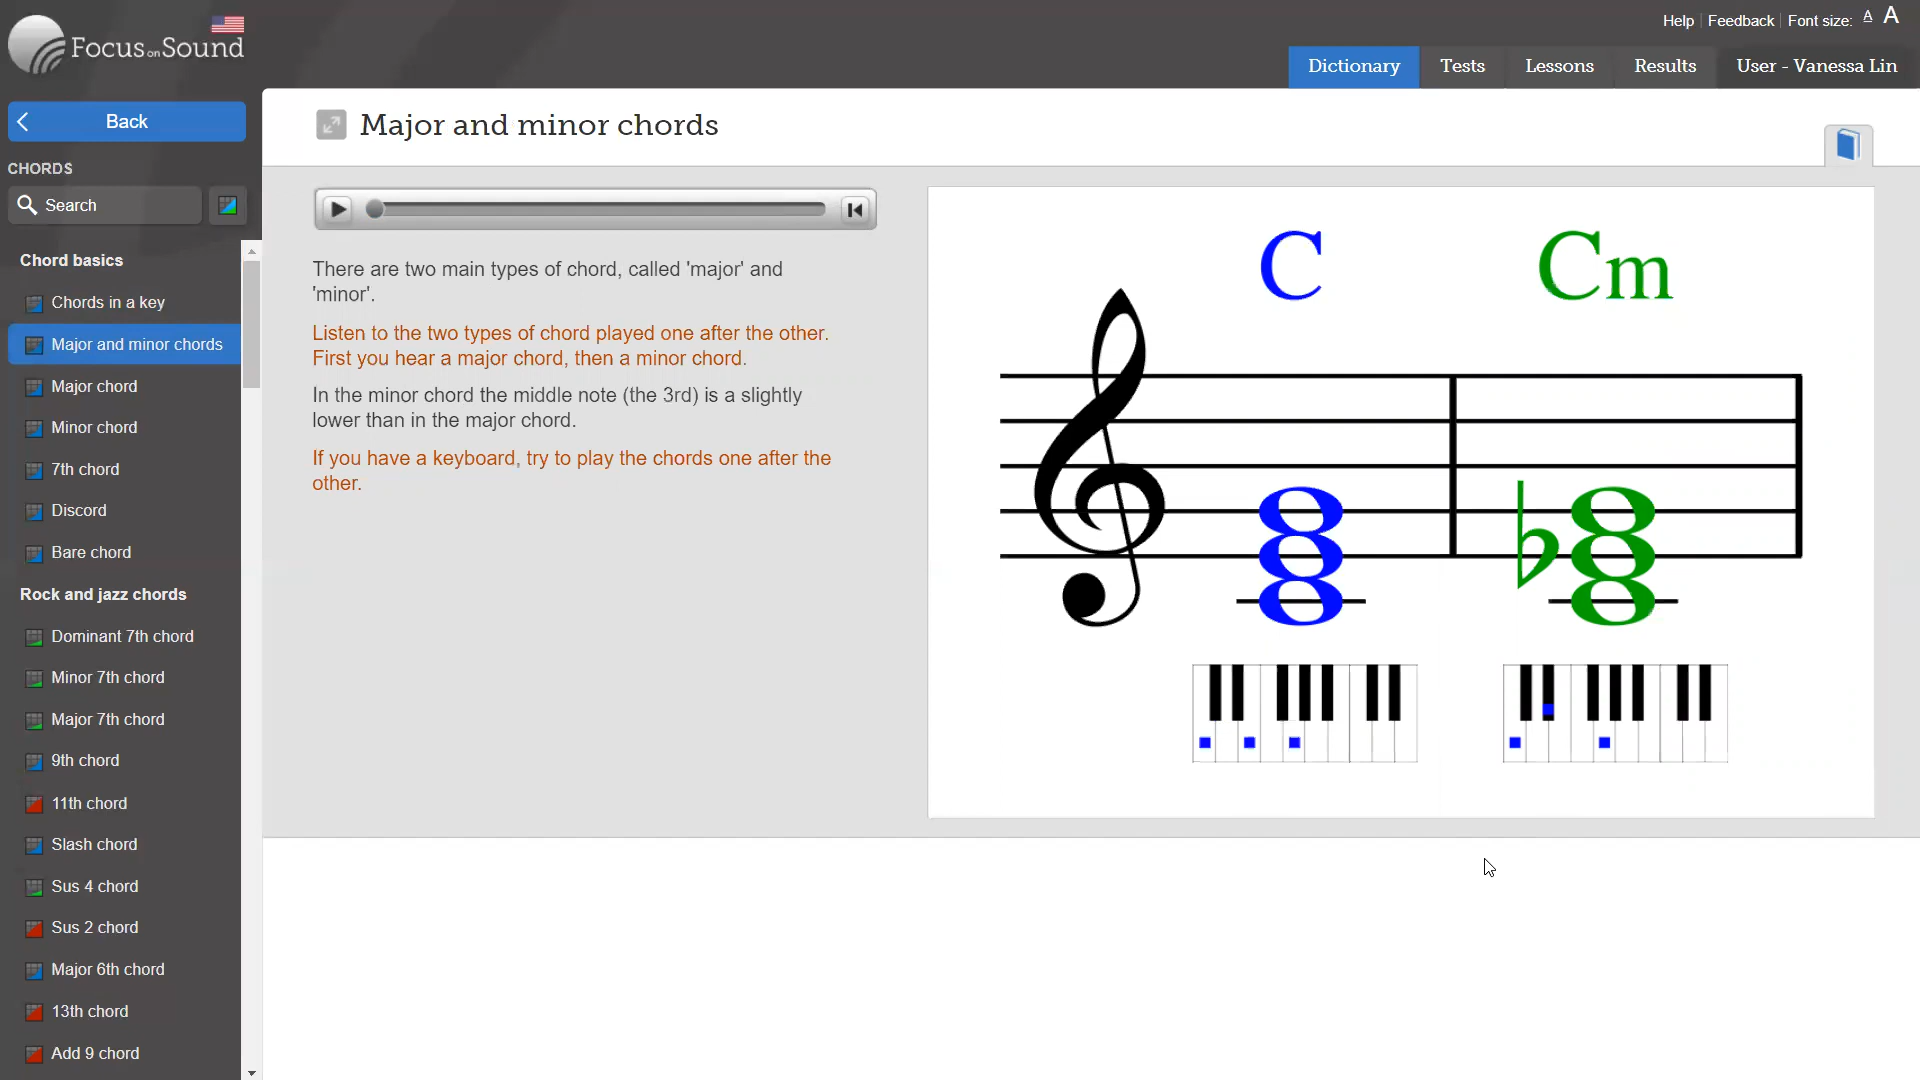 Focus on Sound
Help
Feedback
Font size: A A
Dictionary
Tests
Lessons
Results
User - Vanessa Lin
Back
CHORDS
Search
Chord basics
Chords in a key
Major and minor chords
Major chord
Minor chord
7th chord
Discord
Bare chord
Rock and jazz chords
Dominant 7th chord
Minor 7th chord
Major 7th chord
9th chord
11th chord
Slash chord
Sus 4 chord
Sus 2 chord
Major 6th chord
13th chord
Add 9 chord
Major and minor chords
There are two main types of chord, called 'major' and
'minor'.
Listen to the two types of chord played one after the other.
First you hear a major chord, then a minor chord.
In the minor chord the middle note (the 3rd) is a slightly
lower than in the major chord.
If you have a keyboard, try to play the chords one after the
other.
C
Cm